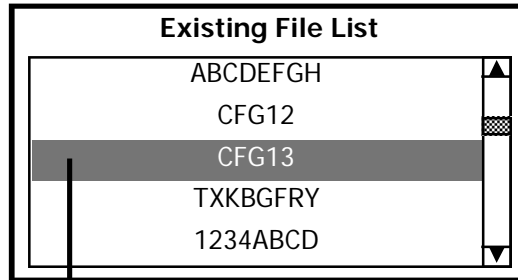 Existing File List
ABCDEFGH
CFG12
CFG13
TXKBGFRY
1234ABCD